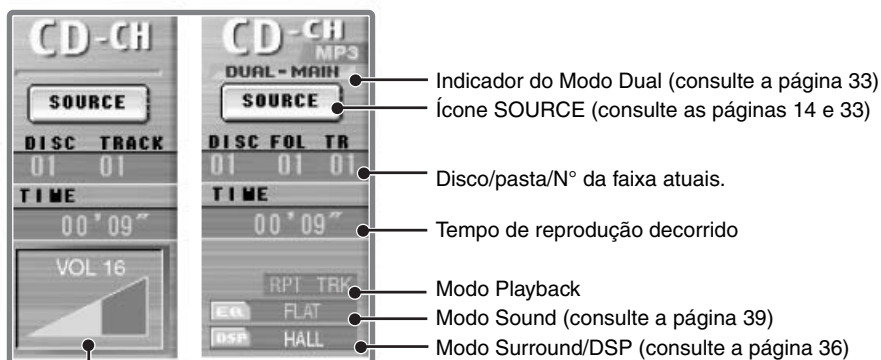 CD-CH
SOURCE
DISC TRACK
01 01
TIME
00'09"
VOL 16
CD-CH
MP3
DUAL-MAIN
SOURCE
DISC FOL TR
01 01 01
TIME
00'09"
RPT TRK
EQ FLAT
DSP HALL
Indicador do Modo Dual (consulte a página 33)
Ícone SOURCE (consulte as páginas 14 e 33)
Disco/pasta/N° da faixa atuais.
Tempo de reprodução decorrido
Modo Playback
Modo Sound (consulte a página 39)
Modo Surround/DSP (consulte a página 36)